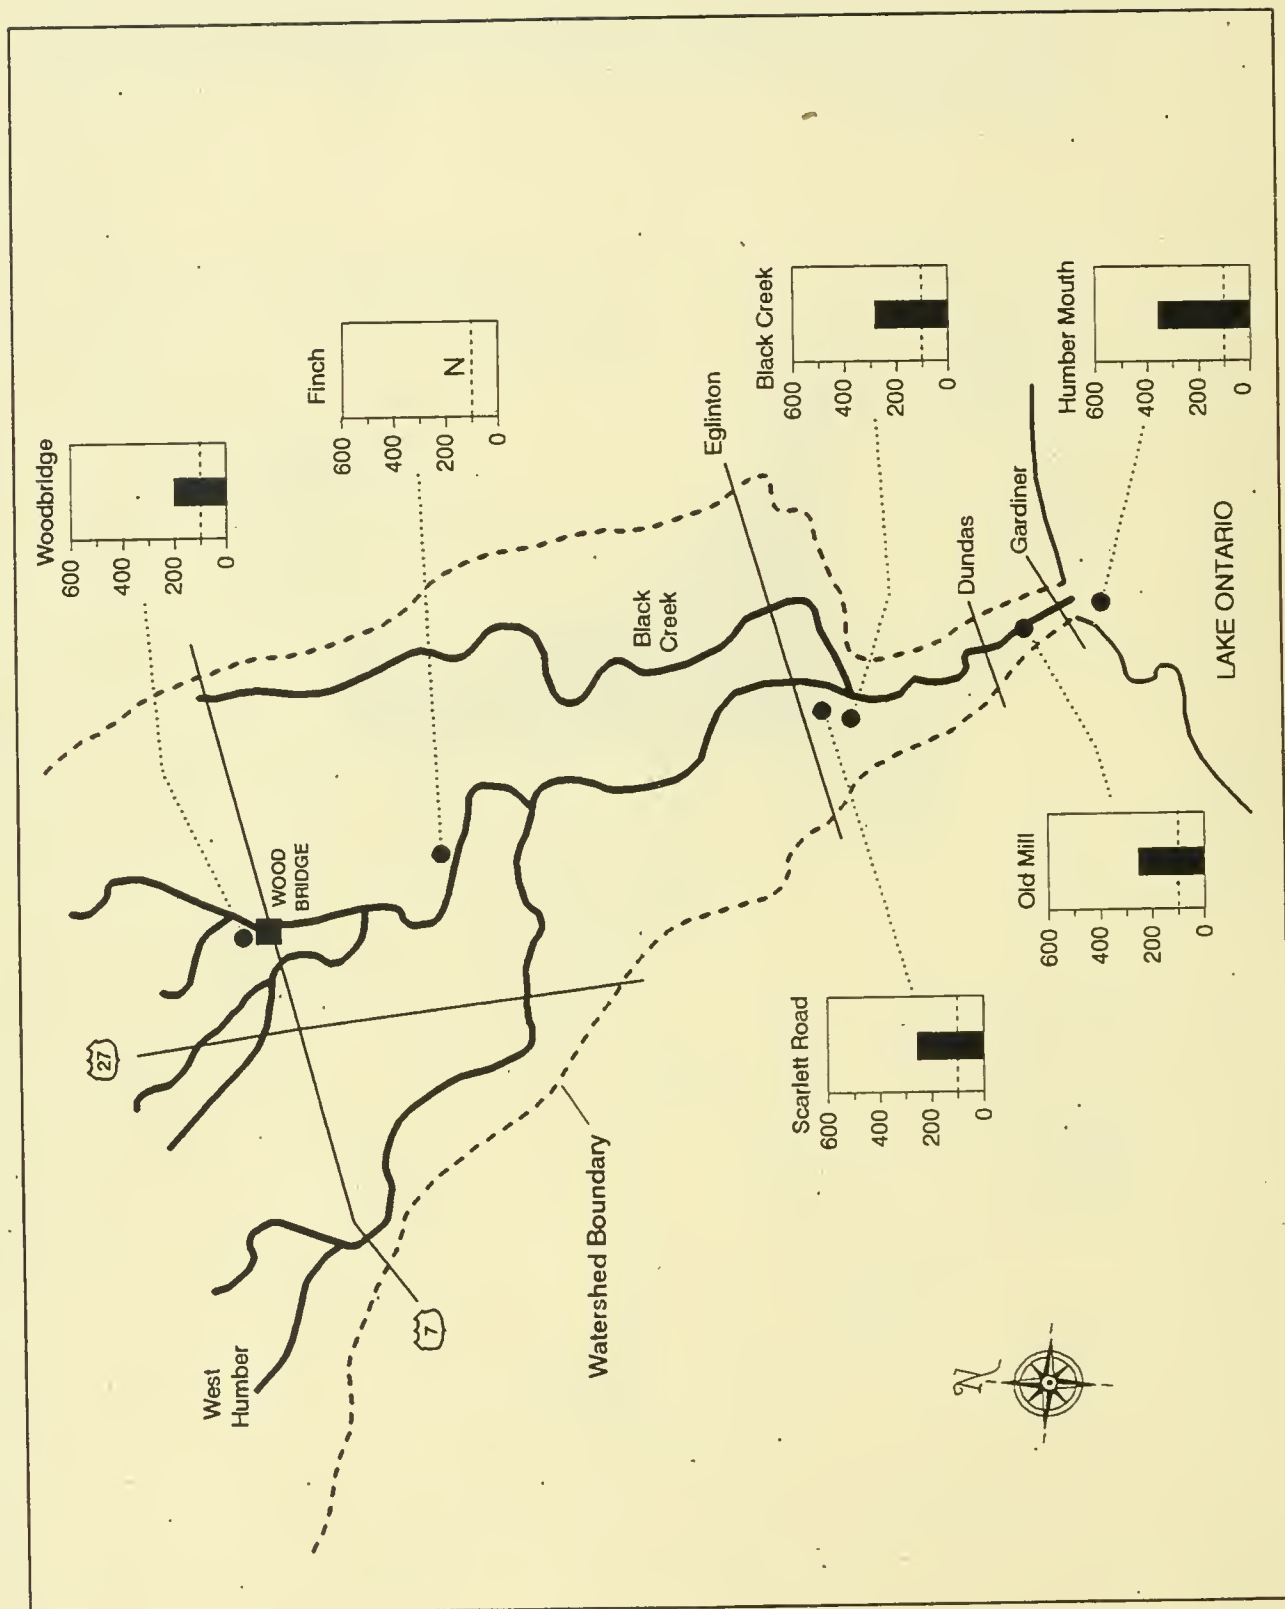 Woodbridge
600
400
200
0
Finch
600
400
200
0
N
27
WOOD
BRIDGE
West
Humber
7
Black
Creek
Eglinton
Watershed Boundary
Black Creek
600
400
200
0
Scarlett Road
600
400
200
0
Dundas
Gardiner
Old Mill
600
400
200
0
Humber Mouth
600
400
200
0
LAKE ONTARIO
N